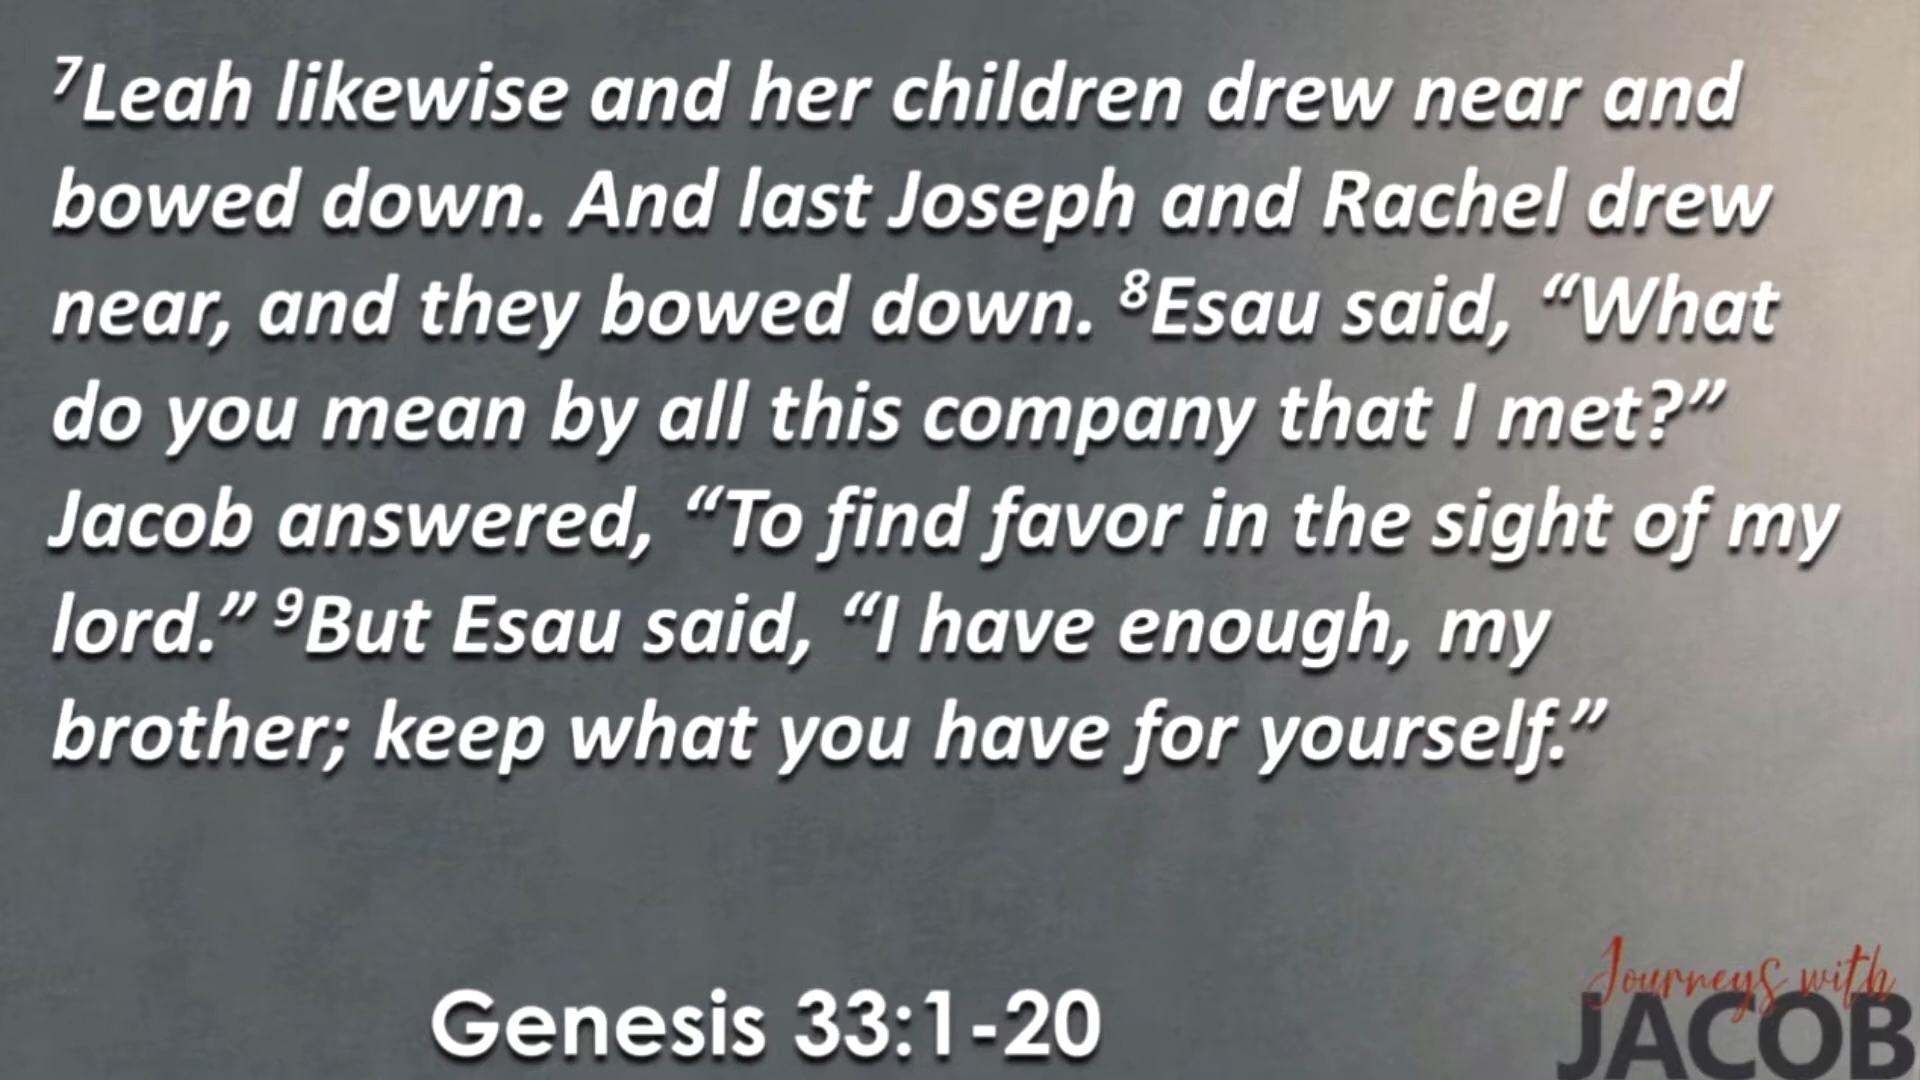 ⁷Leah likewise and her children drew near and
bowed down. And last Joseph and Rachel drew
near, and they bowed down. ⁸Esau said, “What
do you mean by all this company that I met?”
Jacob answered, “To find favor in the sight of my
lord.” ⁹But Esau said, “I have enough, my
brother; keep what you have for yourself.”
Genesis 33:1-20
Journeys with
JACOB